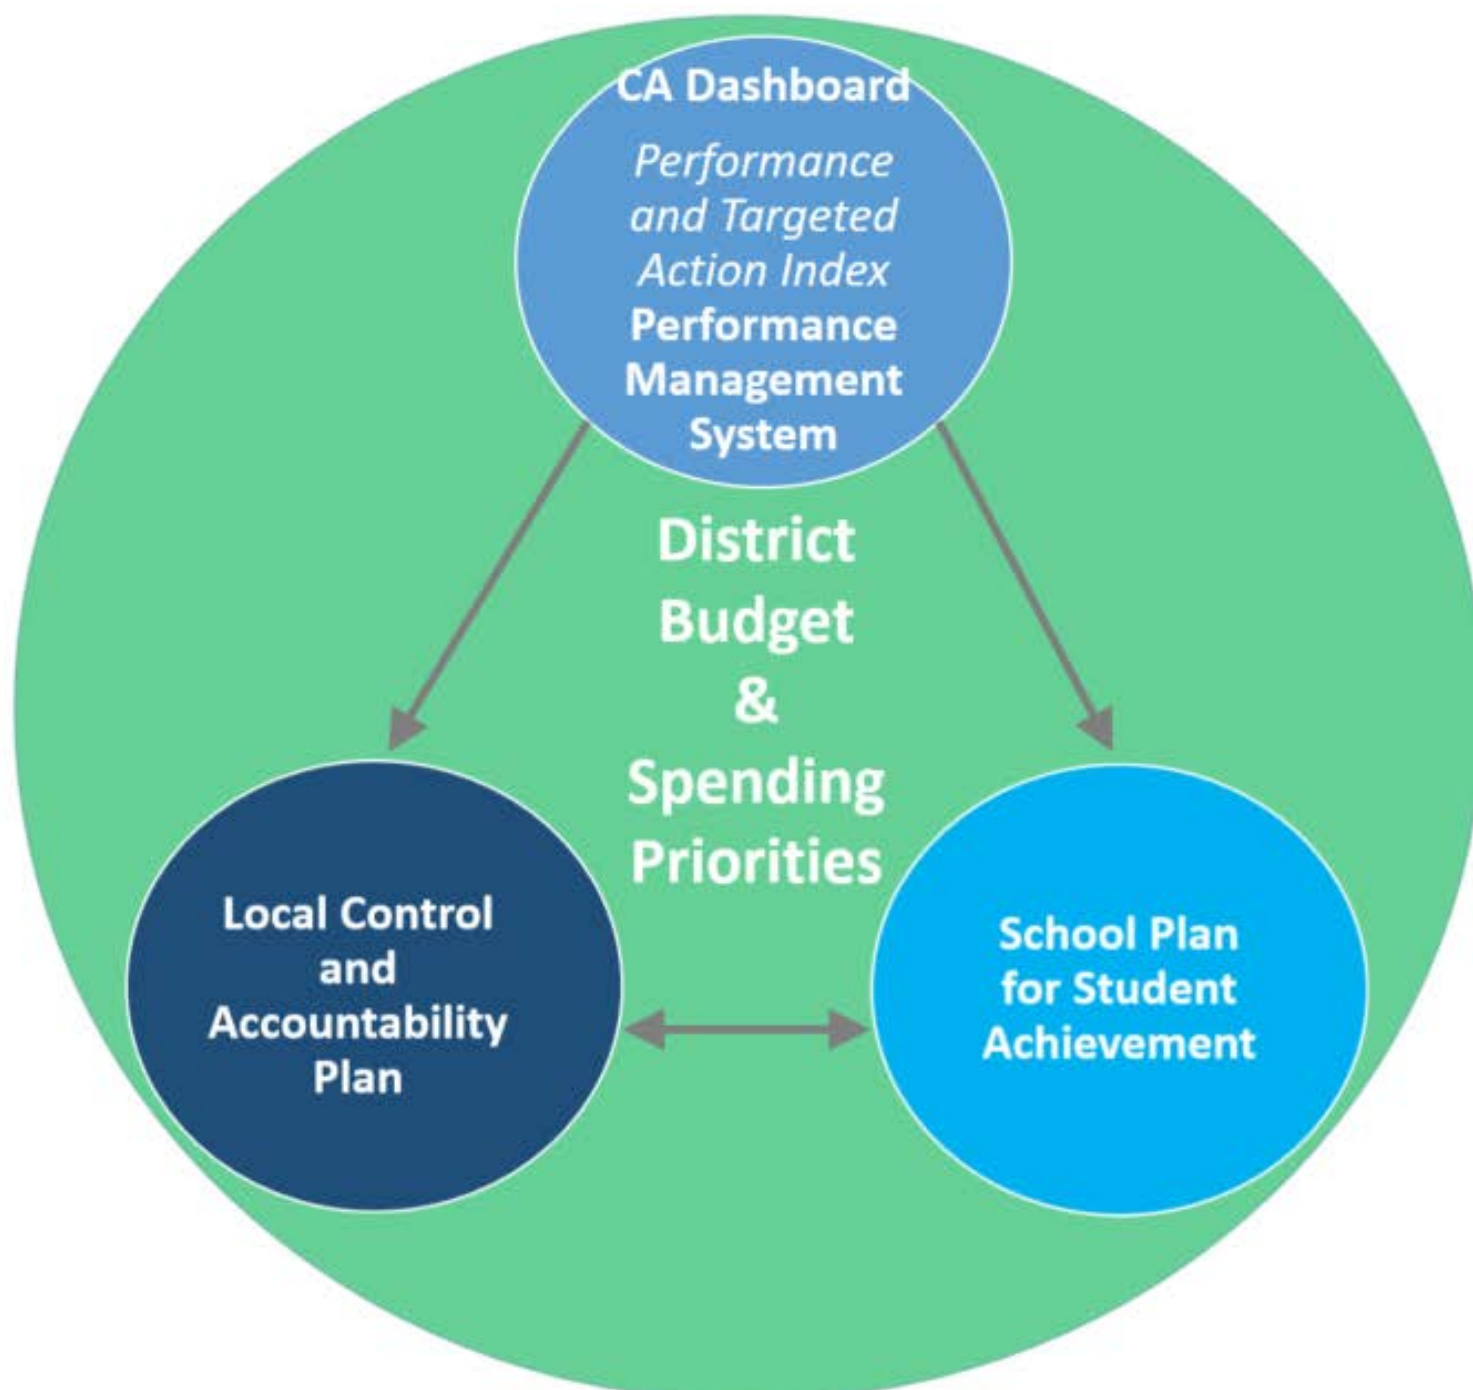 CA Dashboard
Performance
and Targeted
Action Index
Performance
Management
System
District
Budget
&
Spending
Priorities
Local Control
and
Accountability
Plan
School Plan
for Student
Achievement